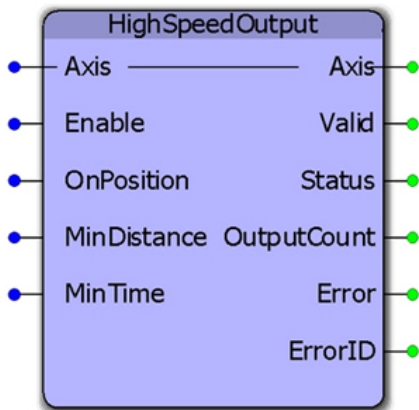 HighSpeedOutput
Axis Axis
Enable Valid
OnPosition Status
MinDistance OutputCount
MinTime Error
ErrorID